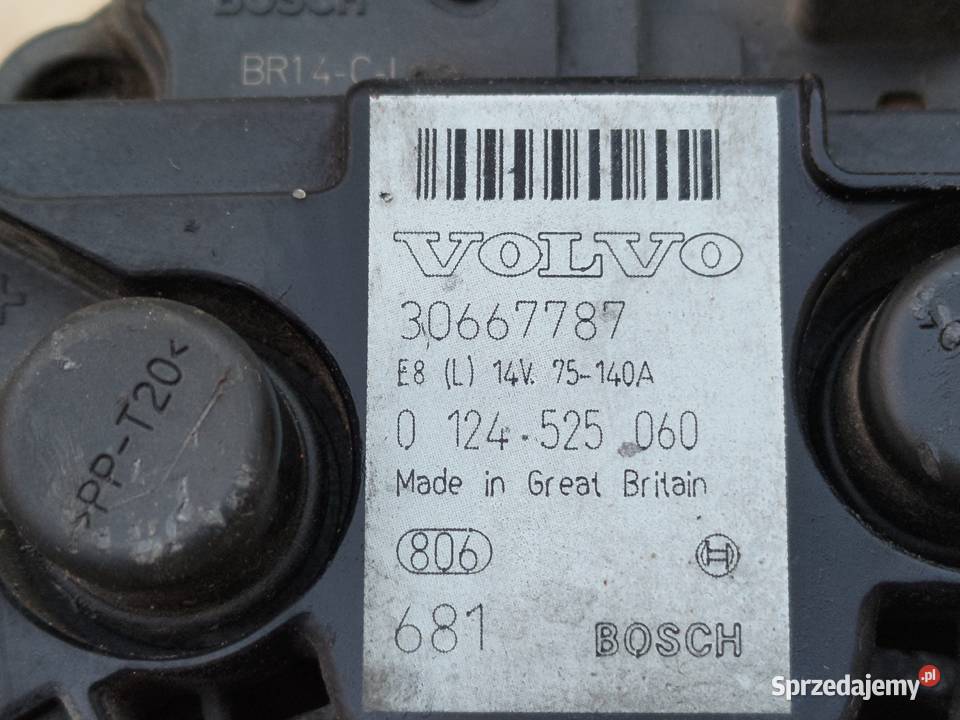 BOSCH
BR14-C-L
VOLVO
30667787
E8 (L) 14V. 75-140A
0 124.525 060
Made in Great Britain
806
681
BOSCH
>PP-T20<
Sprzedajemy.pl